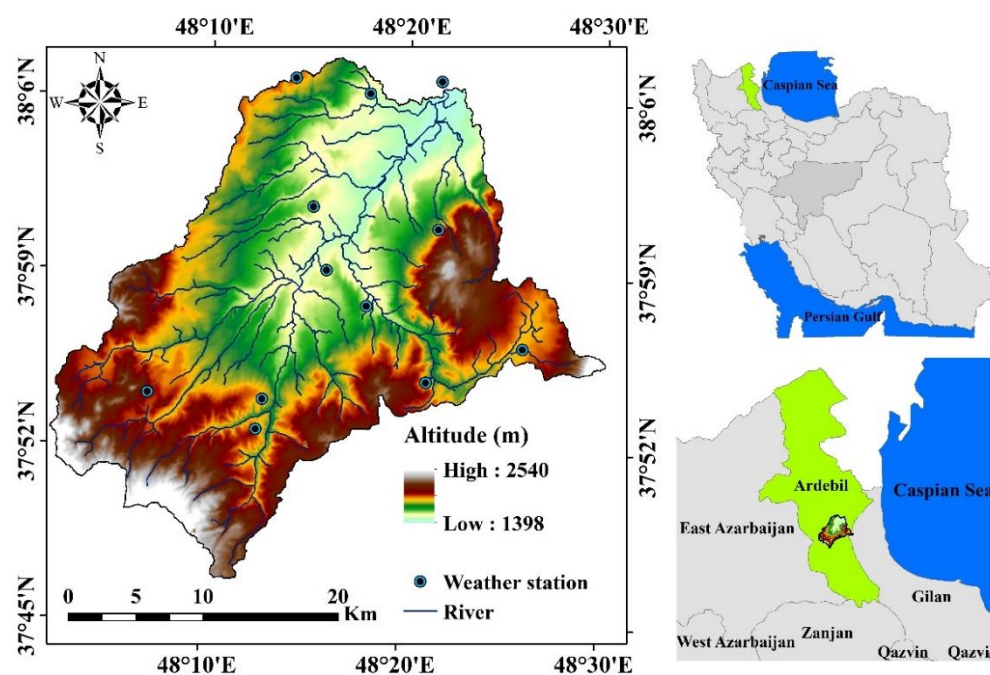 48°10'E 48°20'E 48°30'E
N
W E
S
38°6'N
37°59'N
37°52'N
37°45'N
Altitude (m)
High : 2540
Low : 1398
Weather station
River
0 5 10 20
Km
48°10'E 48°20'E 48°30'E
Caspian Sea
Persian Gulf
38°6'N
37°59'N
37°52'N
Ardebil
Caspian Sea
East Azarbaijan
Gilan
West Azarbaijan
Zanjan
Qazvin
Qazvin